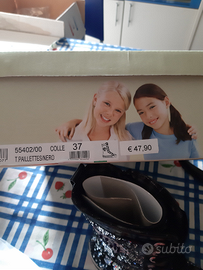 € 47,90
55402/00 COLLE 37
T.PAILLETTES/NERO
Subito